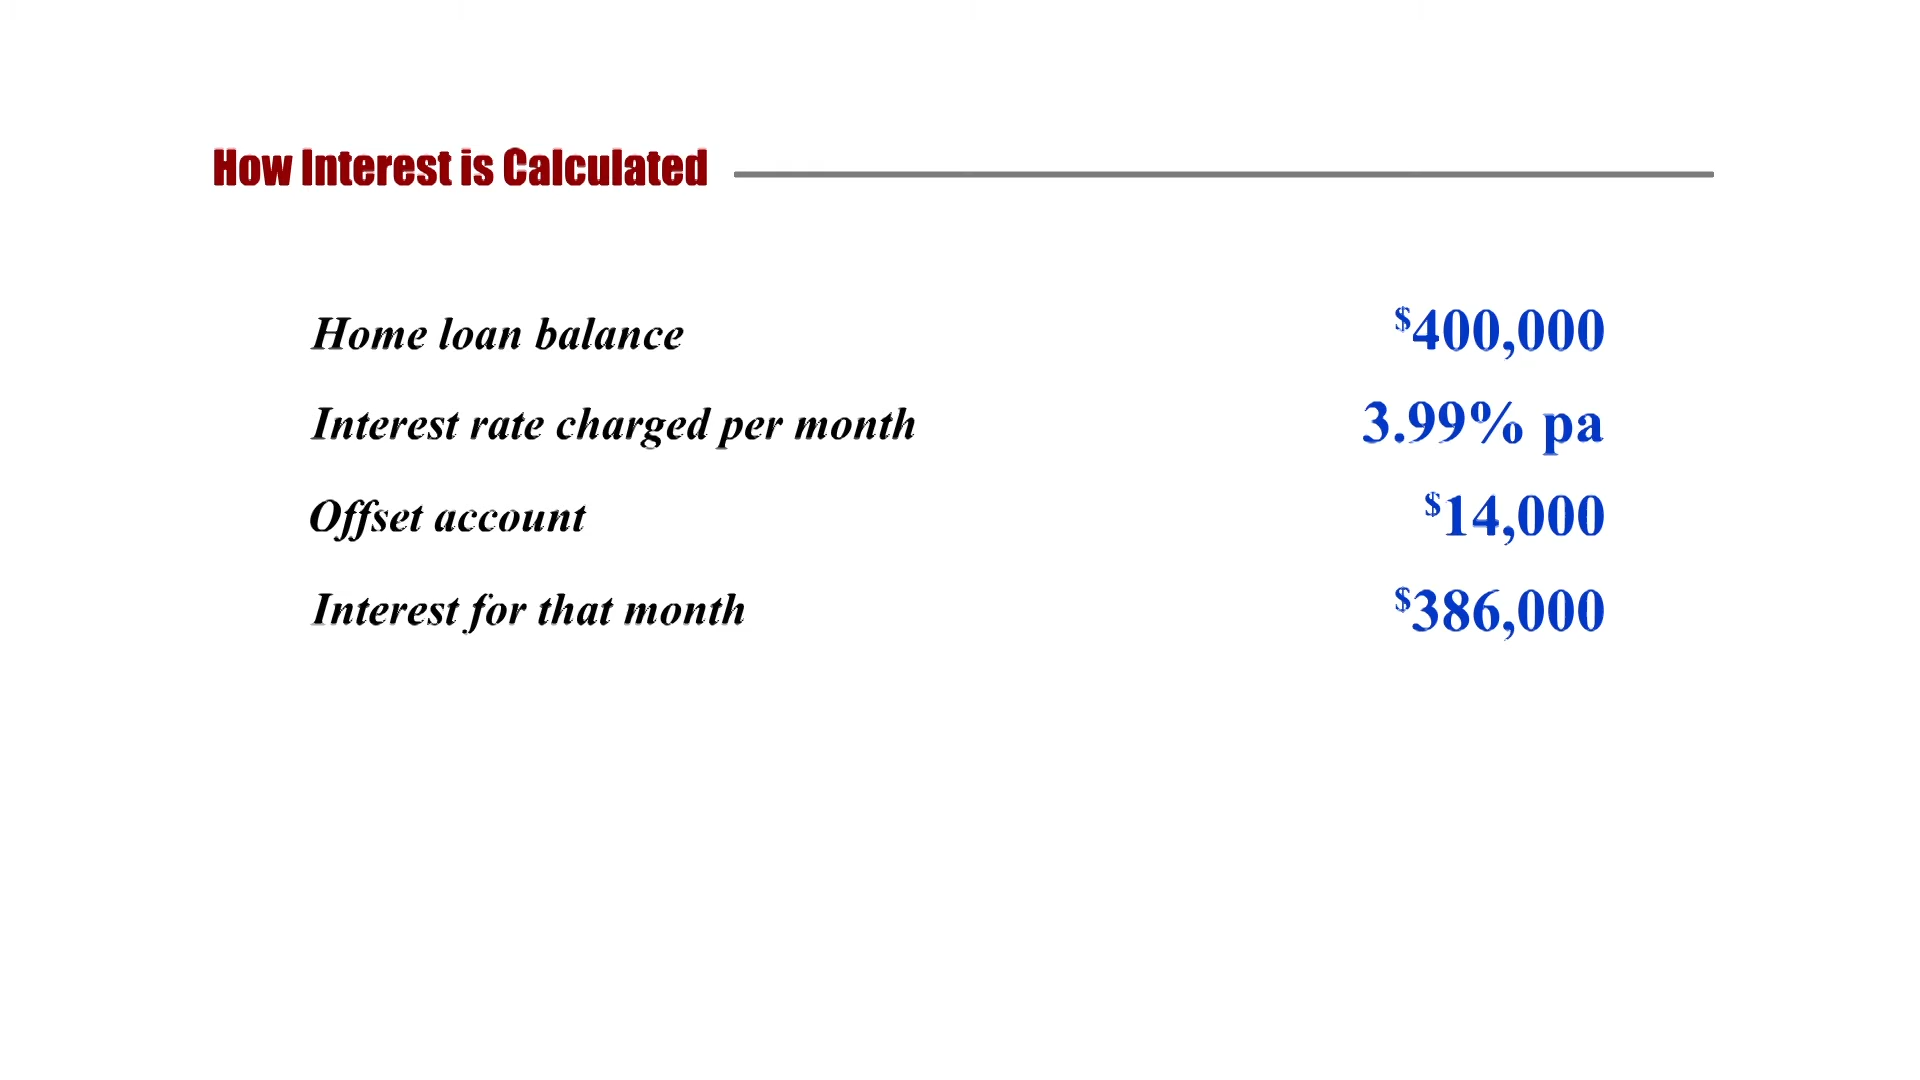 How Interest is Calculated
Home loan balance $400,000
Interest rate charged per month 3.99% pa
Offset account $14,000
Interest for that month $386,000